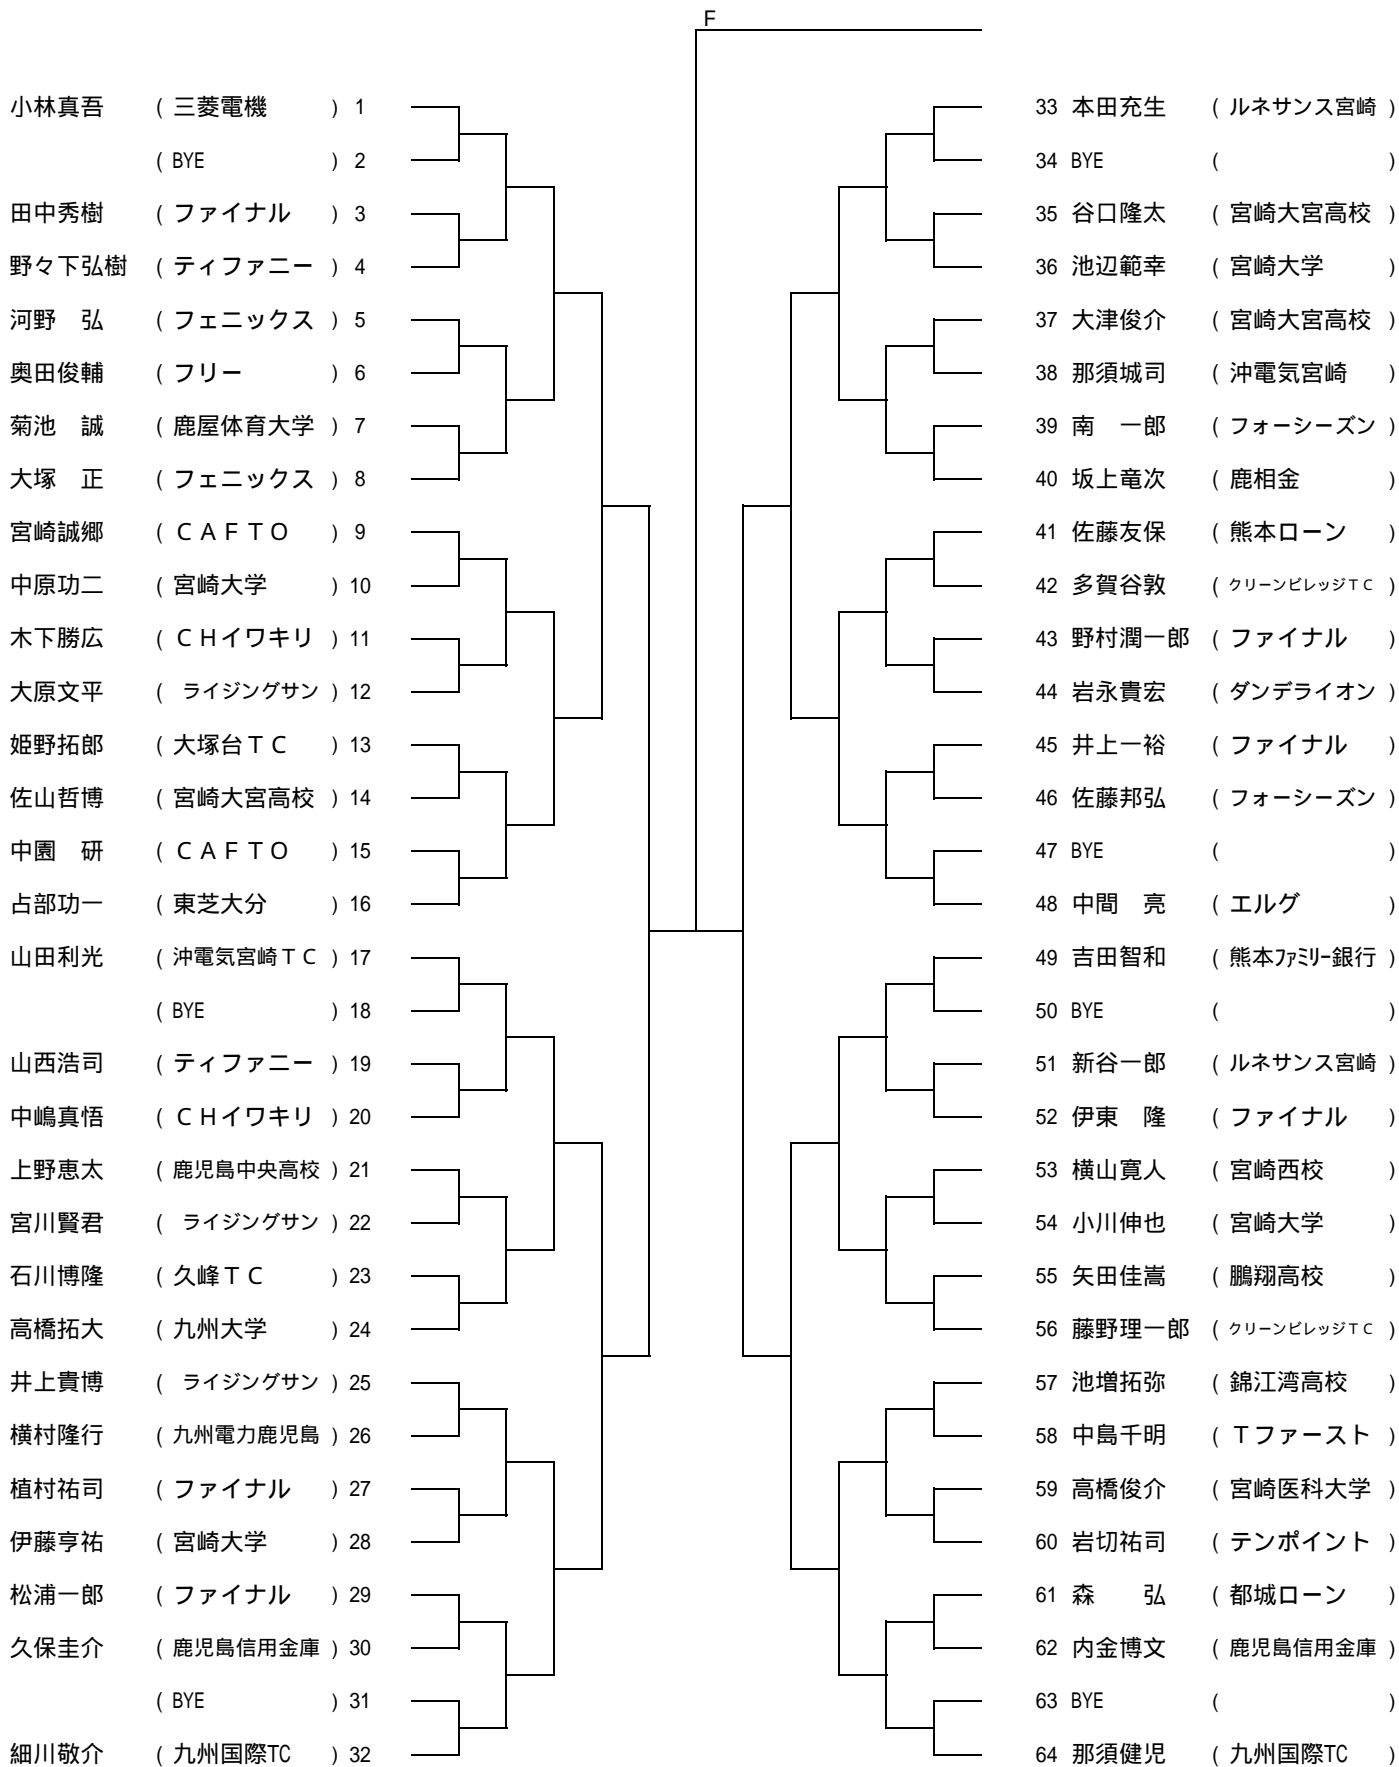 F
小林真吾 ( 三菱電機 ) 1
( BYE ) 2
田中秀樹 ( ファイナル ) 3
野々下弘樹 ( ティファニー ) 4
河野　弘 ( フェニックス ) 5
奥田俊輔 ( フリー ) 6
菊池　誠 ( 鹿屋体育大学 ) 7
大塚　正 ( フェニックス ) 8
宮崎誠郷 ( ＣＡＦＴＯ ) 9
中原功二 ( 宮崎大学 ) 10
木下勝広 ( ＣＨイワキリ ) 11
大原文平 ( ライジングサン ) 12
姫野拓郎 ( 大塚台ＴＣ ) 13
佐山哲博 ( 宮崎大宮高校 ) 14
中園　研 ( ＣＡＦＴＯ ) 15
占部功一 ( 東芝大分 ) 16
山田利光 ( 沖電気宮崎ＴＣ ) 17
( BYE ) 18
山西浩司 ( ティファニー ) 19
中嶋真悟 ( ＣＨイワキリ ) 20
上野恵太 ( 鹿児島中央高校 ) 21
宮川賢君 ( ライジングサン ) 22
石川博隆 ( 久峰ＴＣ ) 23
高橋拓大 ( 九州大学 ) 24
井上貴博 ( ライジングサン ) 25
横村隆行 ( 九州電力鹿児島 ) 26
植村祐司 ( ファイナル ) 27
伊藤亨祐 ( 宮崎大学 ) 28
松浦一郎 ( ファイナル ) 29
久保圭介 ( 鹿児島信用金庫 ) 30
( BYE ) 31
細川敬介 ( 九州国際TC ) 32
33 本田充生 ( ルネサンス宮崎 )
34 BYE ( )
35 谷口隆太 ( 宮崎大宮高校 )
36 池辺範幸 ( 宮崎大学 )
37 大津俊介 ( 宮崎大宮高校 )
38 那須城司 ( 沖電気宮崎 )
39 南　一郎 ( フォーシーズン )
40 坂上竜次 ( 鹿相金 )
41 佐藤友保 ( 熊本ローン )
42 多賀谷敦 ( クリーンビレッジＴＣ )
43 野村潤一郎 ( ファイナル )
44 岩永貴宏 ( ダンデライオン )
45 井上一裕 ( ファイナル )
46 佐藤邦弘 ( フォーシーズン )
47 BYE ( )
48 中間　亮 ( エルグ )
49 吉田智和 ( 熊本ﾌｧﾐﾘｰ銀行 )
50 BYE ( )
51 新谷一郎 ( ルネサンス宮崎 )
52 伊東　隆 ( ファイナル )
53 横山寛人 ( 宮崎西校 )
54 小川伸也 ( 宮崎大学 )
55 矢田佳嵩 ( 鵬翔高校 )
56 藤野理一郎 ( クリーンビレッジＴＣ )
57 池増拓弥 ( 錦江湾高校 )
58 中島千明 ( Ｔファースト )
59 高橋俊介 ( 宮崎医科大学 )
60 岩切祐司 ( テンポイント )
61 森　　弘 ( 都城ローン )
62 内金博文 ( 鹿児島信用金庫 )
63 BYE ( )
64 那須健児 ( 九州国際TC )